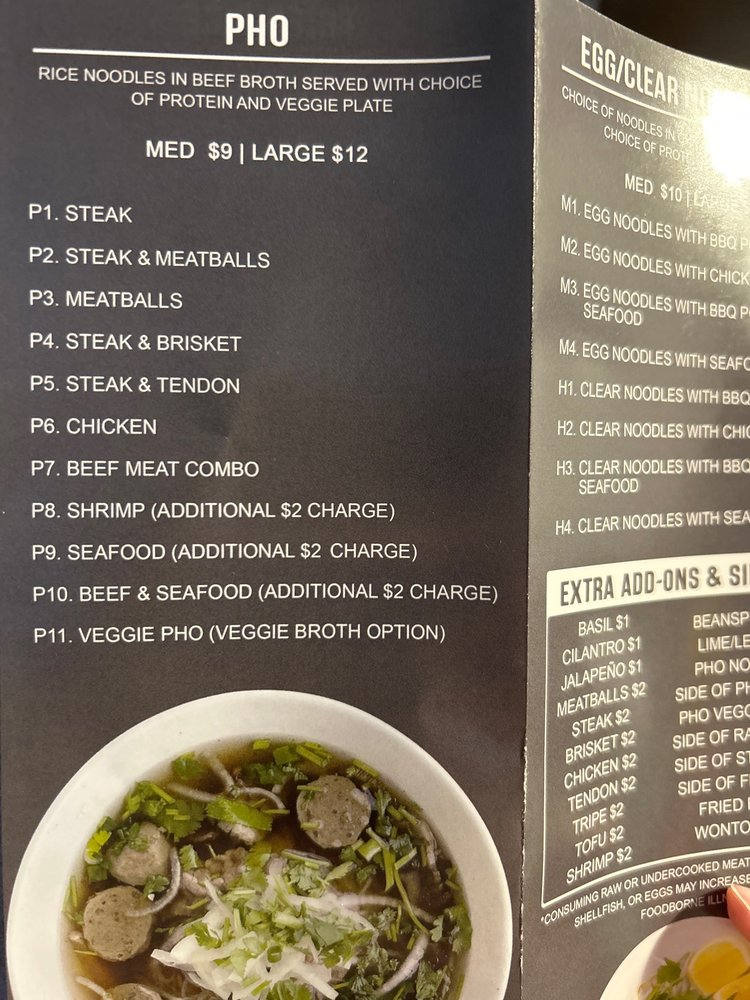 PHO
RICE NOODLES IN BEEF BROTH SERVED WITH CHOICE
OF PROTEIN AND VEGGIE PLATE
MED $9 | LARGE $12
P1. STEAK
P2. STEAK & MEATBALLS
P3. MEATBALLS
P4. STEAK & BRISKET
P5. STEAK & TENDON
P6. CHICKEN
P7. BEEF MEAT COMBO
P8. SHRIMP (ADDITIONAL $2 CHARGE)
P9. SEAFOOD (ADDITIONAL $2 CHARGE)
P10. BEEF & SEAFOOD (ADDITIONAL $2 CHARGE)
P11. VEGGIE PHO (VEGGIE BROTH OPTION)
EGG/CLEAR
CHOICE OF NOODLES IN
CHOICE OF PROT
MED $10 |
M1. EGG NOODLES WITH BBQ P
M2. EGG NOODLES WITH CHICK
M3. EGG NOODLES WITH BBQ PO
SEAFOOD
M4. EGG NOODLES WITH SEAFO
H1. CLEAR NOODLES WITH BBQ
H2. CLEAR NOODLES WITH CHIC
H3. CLEAR NOODLES WITH BBQ
SEAFOOD
H4. CLEAR NOODLES WITH SEA
EXTRA ADD-ONS & SI
BASIL $1
CILANTRO $1
JALAPEÑO $1
MEATBALLS $2
STEAK $2
BRISKET $2
CHICKEN $2
TENDON $2
TRIPE $2
TOFU $2
SHRIMP $2
BEANSP
LIME/LE
PHO NO
SIDE OF PH
PHO VEGG
SIDE OF RA
SIDE OF ST
SIDE OF F
FRIED
WONTO
*CONSUMING RAW OR UNDERCOOKED MEAT
SHELLFISH, OR EGGS MAY INCREASE
FOODBORNE ILLN